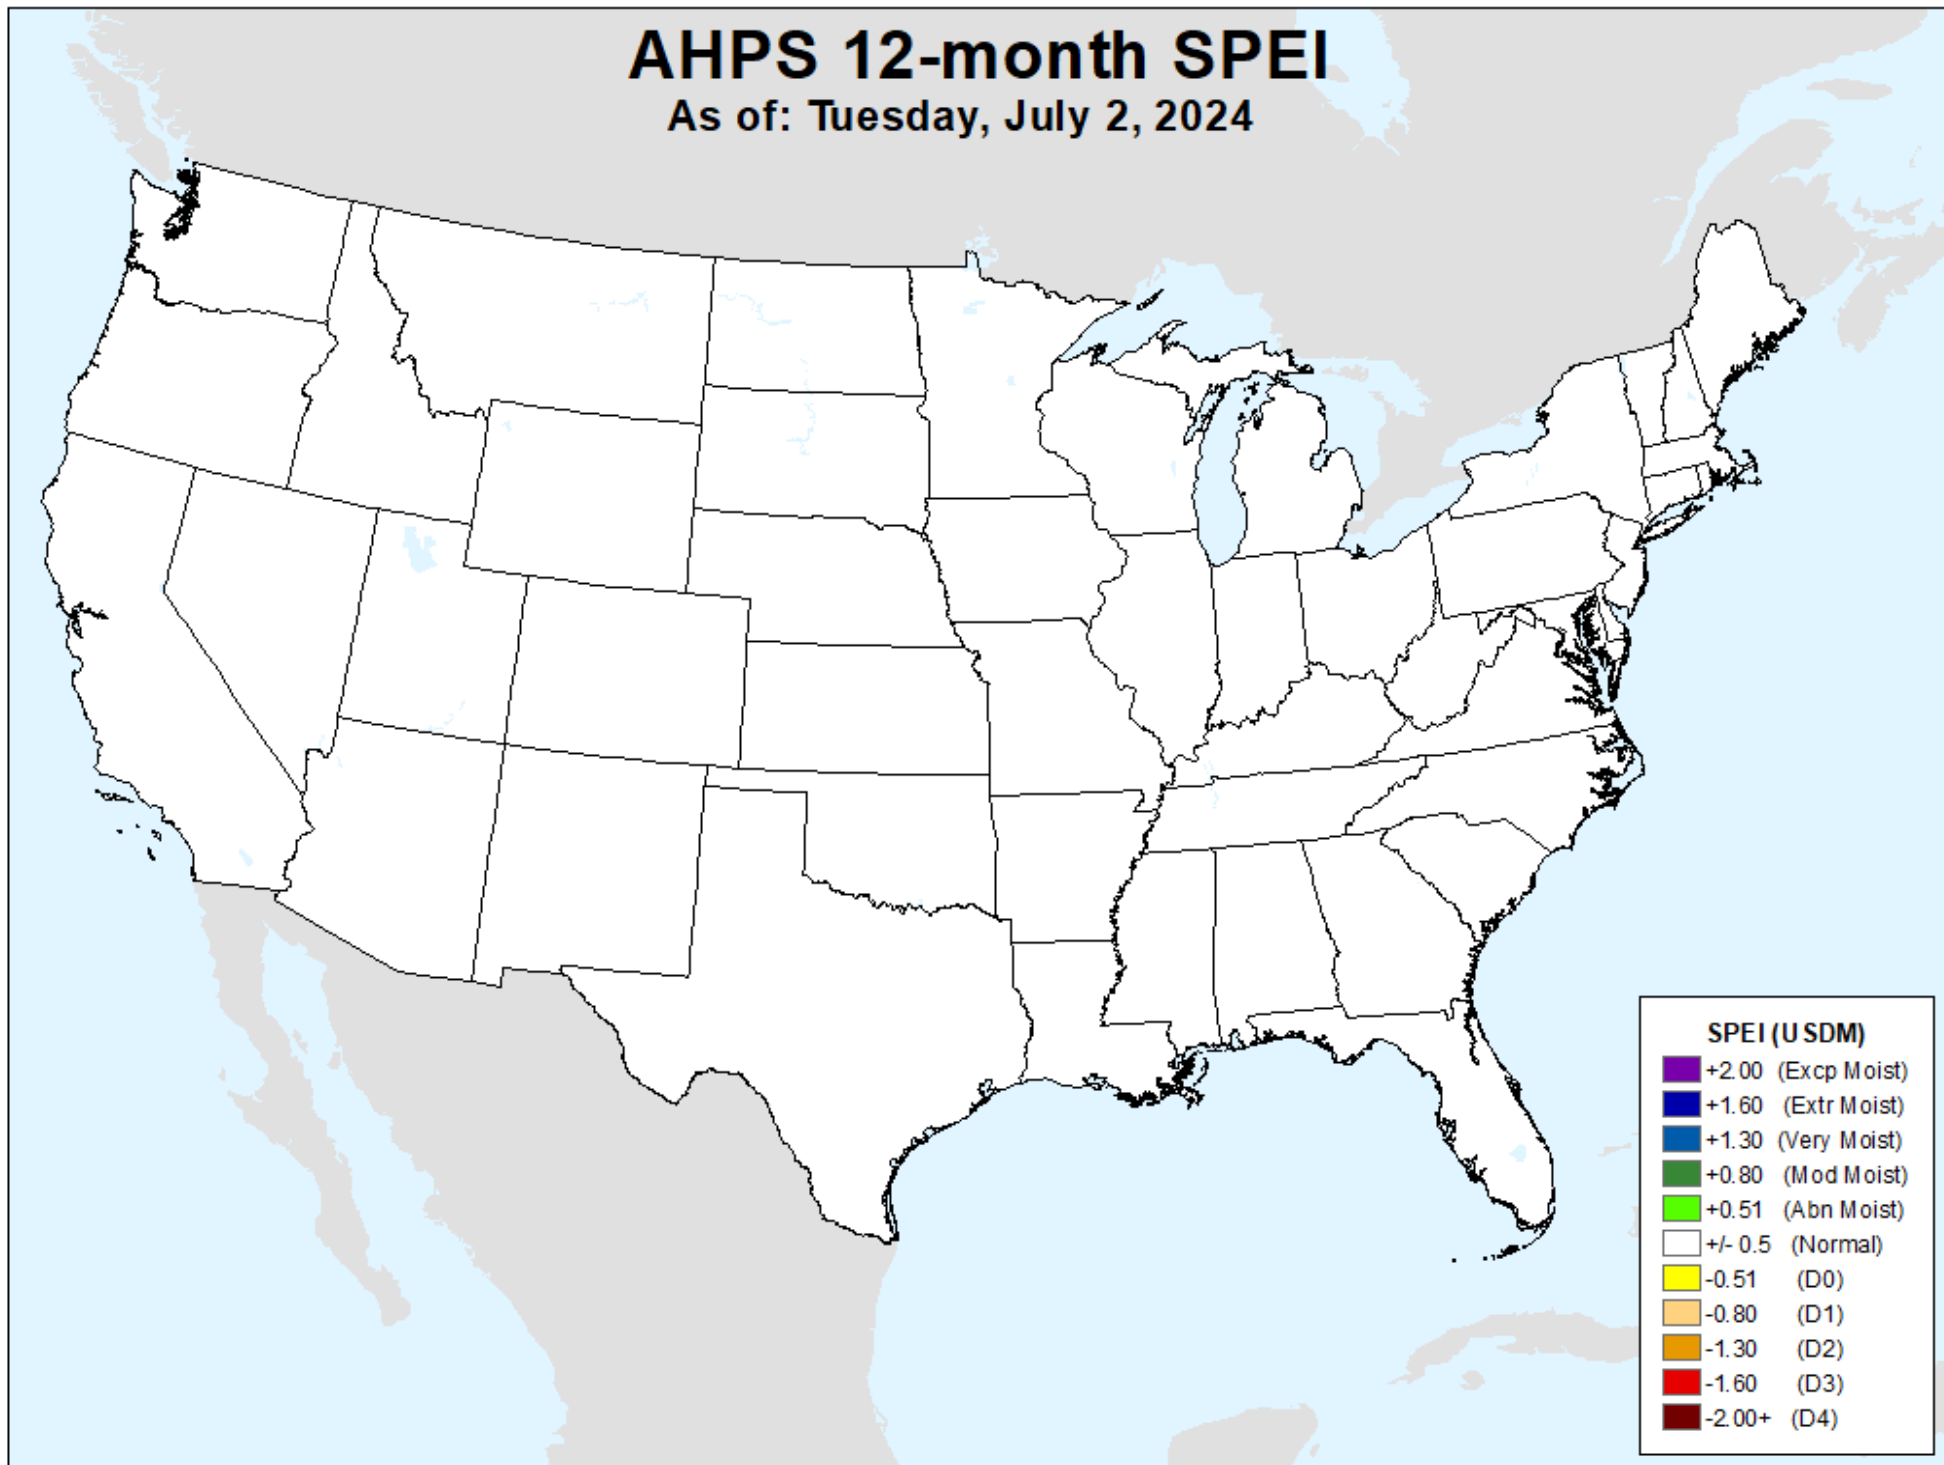 AHPS 12-month SPEI
As of: Tuesday, July 2, 2024
SPEI (USDM)
+2.00 (Excp Moist)
+1.60 (Extr Moist)
+1.30 (Very Moist)
+0.80 (Mod Moist)
+0.51 (Abn Moist)
+/- 0.5 (Normal)
-0.51 (D0)
-0.80 (D1)
-1.30 (D2)
-1.60 (D3)
-2.00+ (D4)